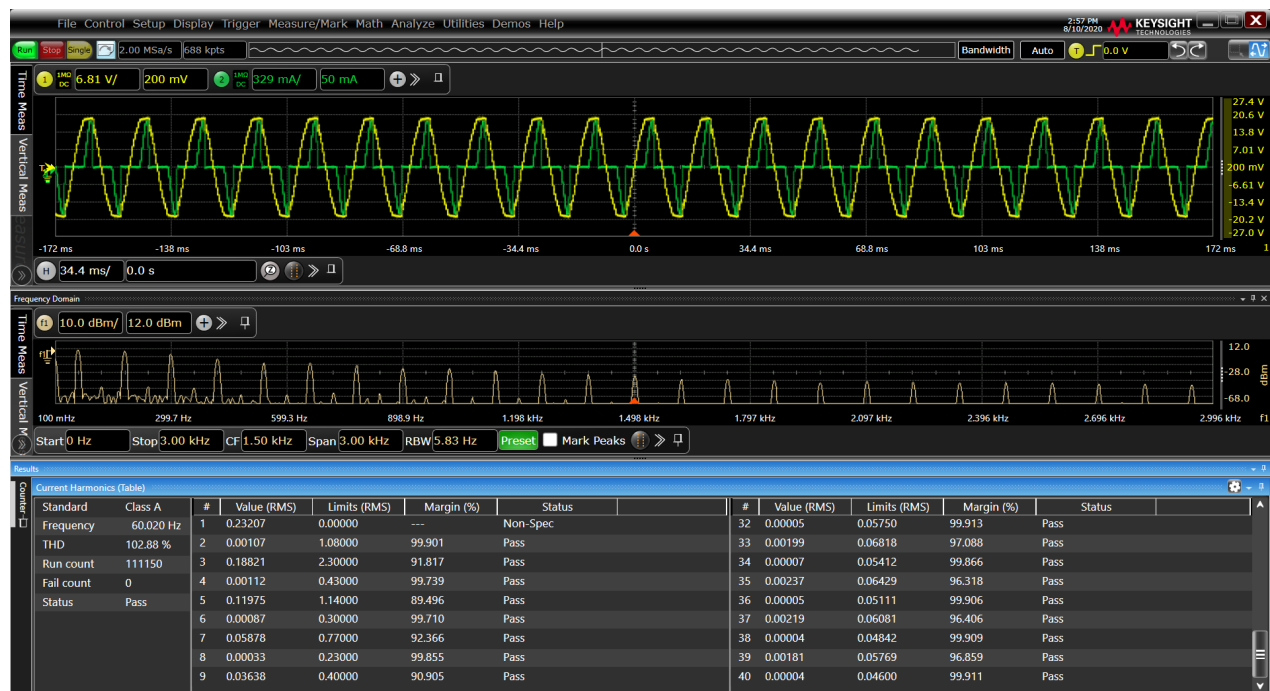 File Control Setup Display Trigger Measure/Mark Math Analyze Utilities Demos Help
2:57 PM
8/10/2020
KEYSIGHT
TECHNOLOGIES
Run Stop Single 2.00 MSa/s 688 kpts Bandwidth Auto T 0.0 V
Time Meas
Vertical Meas
1 1MΩ DC 6.81 V/ 200 mV 2 1MΩ DC 329 mA/ 50 mA
27.4 V
20.6 V
13.8 V
7.01 V
200 mV
-6.61 V
-13.4 V
-20.2 V
-27.0 V
-172 ms -138 ms -103 ms -68.8 ms -34.4 ms 0.0 s 34.4 ms 68.8 ms 103 ms 138 ms 172 ms 1
H 34.4 ms/ 0.0 s
Frequency Domain
Time Meas
Vertical M
f1 10.0 dBm/ 12.0 dBm
f1
12.0
-28.0
-68.0
dBm
100 mHz 299.7 Hz 599.3 Hz 898.9 Hz 1.198 kHz 1.498 kHz 1.797 kHz 2.097 kHz 2.396 kHz 2.696 kHz 2.996 kHz f1
Start 0 Hz Stop 3.00 kHz CF 1.50 kHz Span 3.00 kHz RBW 5.83 Hz Preset Mark Peaks
Results
Counter
Current Harmonics (Table)
Standard Class A
Frequency 60.020 Hz
THD 102.88 %
Run count 111150
Fail count 0
Status Pass
# Value (RMS) Limits (RMS) Margin (%) Status
1 0.23207 0.00000 --- Non-Spec
2 0.00107 1.08000 99.901 Pass
3 0.18821 2.30000 91.817 Pass
4 0.00112 0.43000 99.739 Pass
5 0.11975 1.14000 89.496 Pass
6 0.00087 0.30000 99.710 Pass
7 0.05878 0.77000 92.366 Pass
8 0.00033 0.23000 99.855 Pass
9 0.03638 0.40000 90.905 Pass
# Value (RMS) Limits (RMS) Margin (%) Status
32 0.00005 0.05750 99.913 Pass
33 0.00199 0.06818 97.088 Pass
34 0.00007 0.05412 99.866 Pass
35 0.00237 0.06429 96.318 Pass
36 0.00005 0.05111 99.906 Pass
37 0.00219 0.06081 96.406 Pass
38 0.00004 0.04842 99.909 Pass
39 0.00181 0.05769 96.859 Pass
40 0.00004 0.04600 99.911 Pass